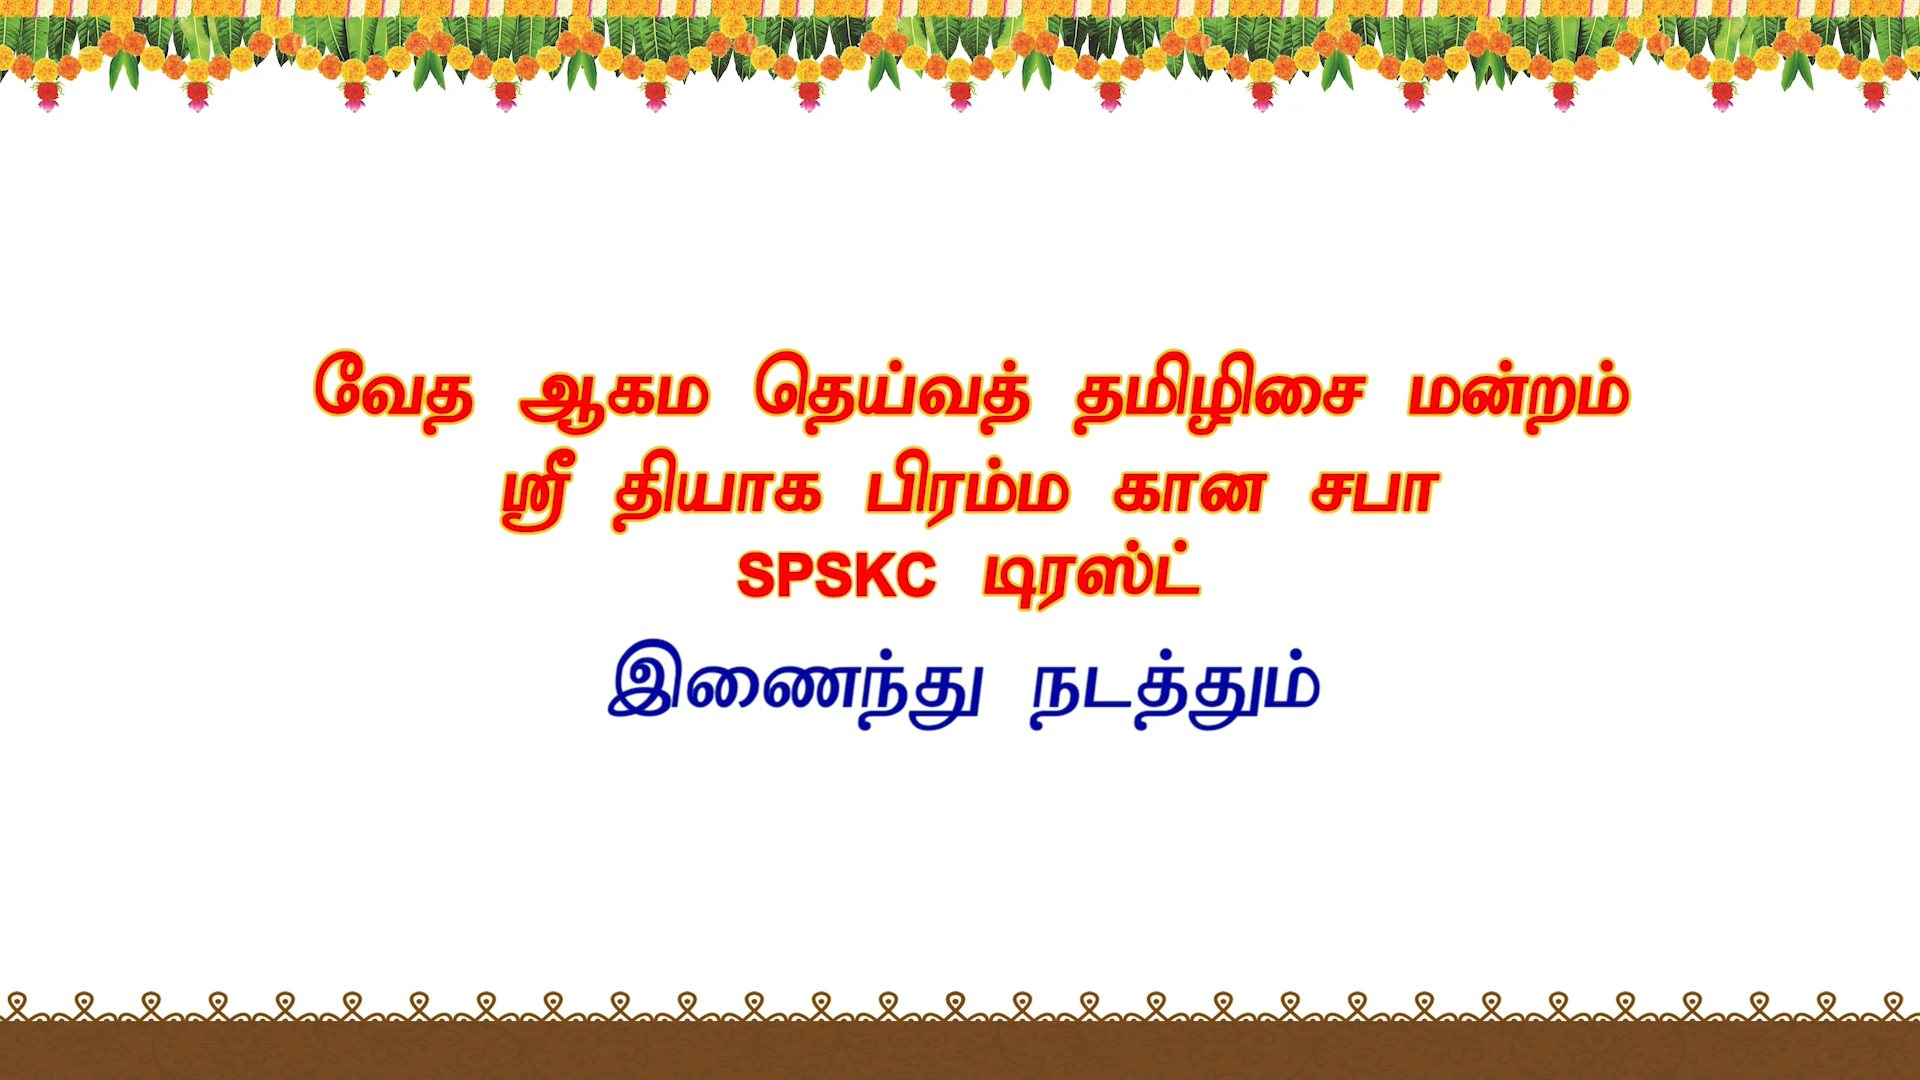 வேத ஆகம தெய்வத் தமிழிசை மன்றம்
ஸ்ரீ தியாக பிரம்ம கான சபா
SPSKC டிரஸ்ட்
இணைந்து நடத்தும்